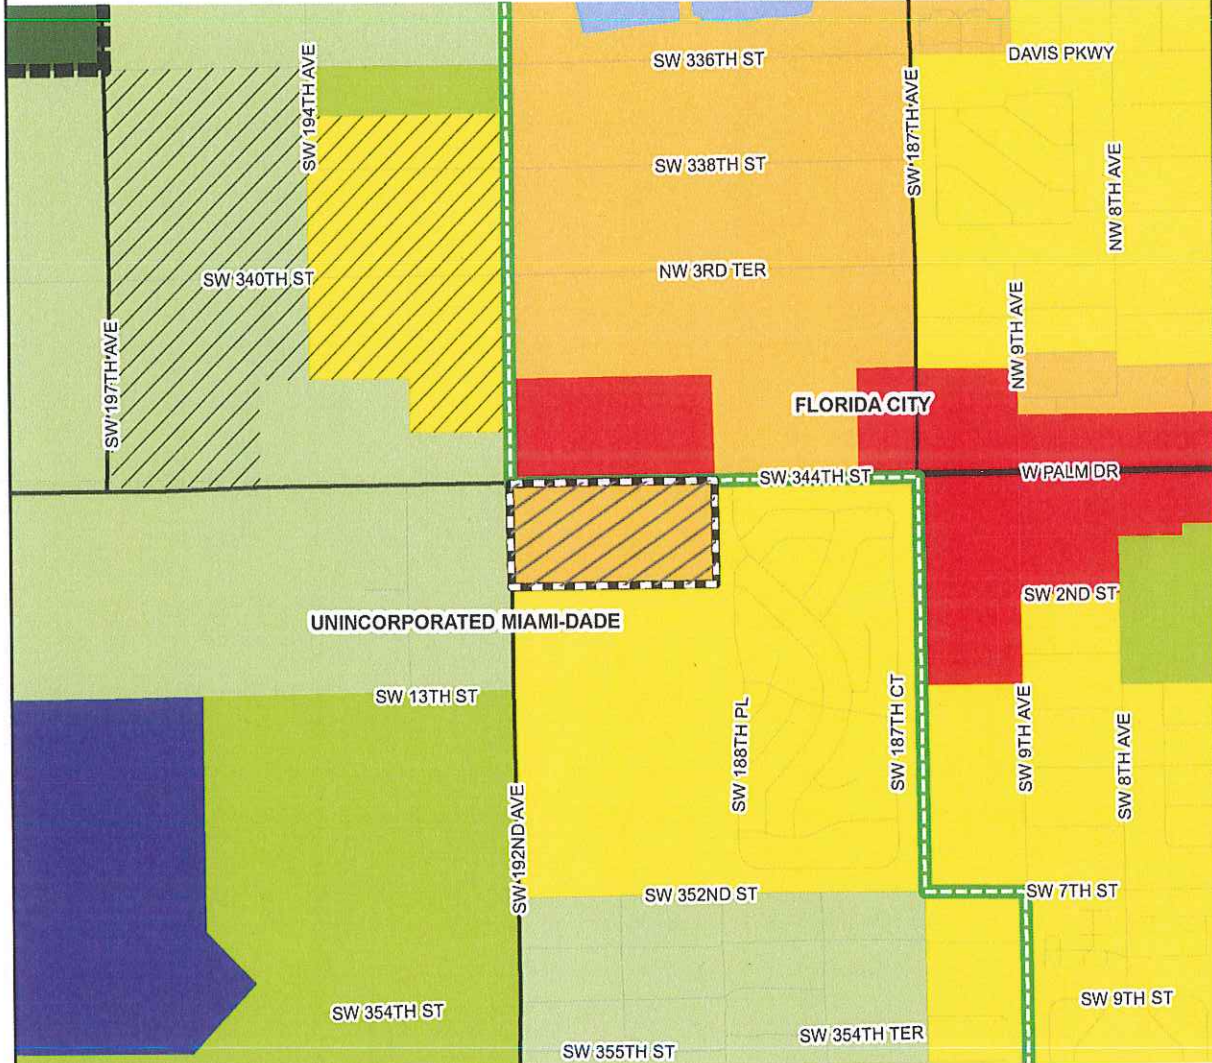 SW 336TH ST
DAVIS PKWY
SW 194TH AVE
SW 187TH AVE
SW 338TH ST
NW 8TH AVE
SW 340TH ST
NW 3RD TER
NW 9TH AVE
SW 197TH AVE
FLORIDA CITY
SW 344TH ST
W PALM DR
SW 2ND ST
UNINCORPORATED MIAMI-DADE
SW 13TH ST
SW 188TH PL
SW 187TH CT
SW 9TH AVE
SW 8TH AVE
SW 192ND AVE
SW 352ND ST
SW 7TH ST
SW 354TH ST
SW 9TH ST
SW 354TH TER
SW 355TH ST